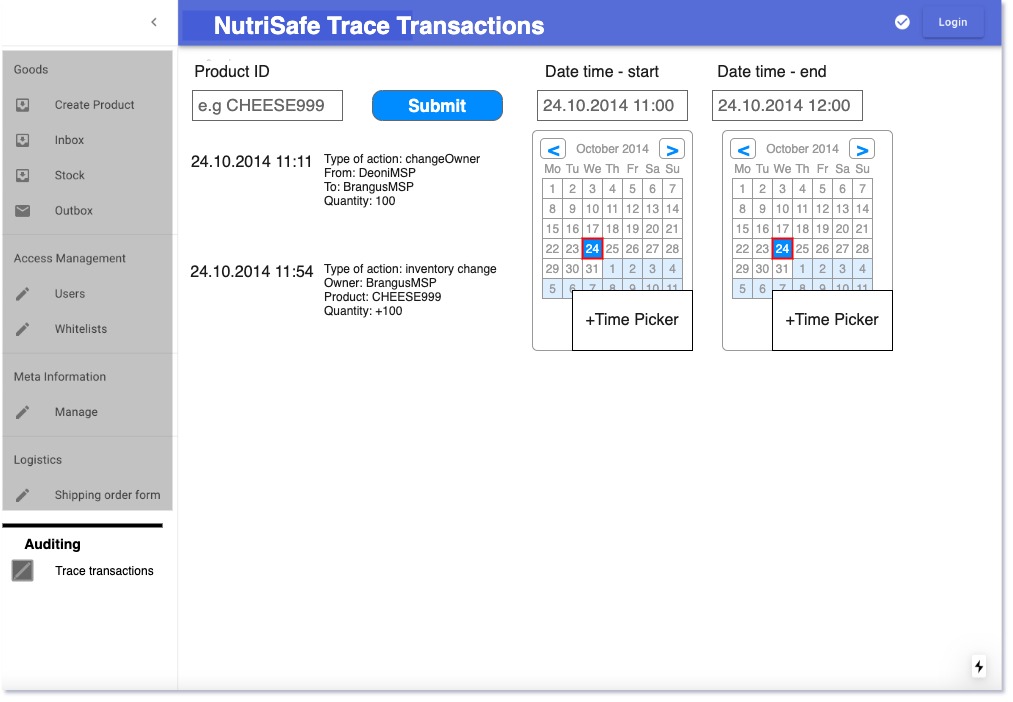 <
NutriSafe Trace Transactions
Login
Goods
Create Product
Inbox
Stock
Outbox
Access Management
Users
Whitelists
Meta Information
Manage
Logistics
Shipping order form
Auditing
Trace transactions
Product ID
e.g CHEESE999
Submit
Date time - start
24.10.2014 11:00
Date time - end
24.10.2014 12:00
24.10.2014 11:11
Type of action: changeOwner
From: DeoniMSP
To: BrangusMSP
Quantity: 100
24.10.2014 11:54
Type of action: inventory change
Owner: BrangusMSP
Product: CHEESE999
Quantity: +100
< October 2014 >
Mo Tu We Th Fr Sa Su
1 2 3 4 5 6 7
8 9 10 11 12 13 14
15 16 17 18 19 20 21
22 23 24 25 26 27 28
29 30 31 1 2 3 4
5 6 7 8 9 10 11
+Time Picker
< October 2014 >
Mo Tu We Th Fr Sa Su
1 2 3 4 5 6 7
8 9 10 11 12 13 14
15 16 17 18 19 20 21
22 23 24 25 26 27 28
29 30 31 1 2 3 4
5 6 7 8 9 10 11
+Time Picker